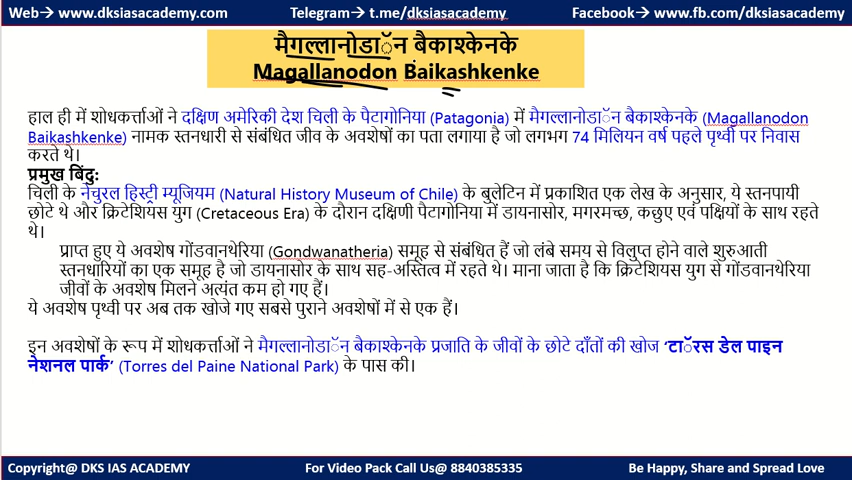 Web→ www.dksiasacademy.com Telegram→ t.me/dksiasacademy Facebook→ www.fb.com/dksiasacademy
मैगल्लानोडाॅन बैकाश्केनके
Magallanodon Baikashkenke
हाल ही में शोधकर्त्ताओं ने दक्षिण अमेरिकी देश चिली के पैटागोनिया (Patagonia) में मैगल्लानोडाॅन बैकाश्केनके (Magallanodon
Baikashkenke) नामक स्तनधारी से संबंधित जीव के अवशेषों का पता लगाया है जो लगभग 74 मिलियन वर्ष पहले पृथ्वी पर निवास
करते थे।
प्रमुख बिंदुः
चिली के नेचुरल हिस्ट्री म्यूजियम (Natural History Museum of Chile) के बुलेटिन में प्रकाशित एक लेख के अनुसार, ये स्तनपायी
छोटे थे और क्रिटेशियस युग (Cretaceous Era) के दौरान दक्षिणी पैटागोनिया में डायनासोर, मगरमच्छ, कछुए एवं पक्षियों के साथ रहते
थे।
प्राप्त हुए ये अवशेष गोंडवानथेरिया (Gondwanatheria) समूह से संबंधित हैं जो लंबे समय से विलुप्त होने वाले शुरुआती
स्तनधारियों का एक समूह है जो डायनासोर के साथ सह-अस्तित्व में रहते थे। माना जाता है कि क्रिटेशियस युग से गोंडवानथेरिया
जीवों के अवशेष मिलने अत्यंत कम हो गए हैं।
ये अवशेष पृथ्वी पर अब तक खोजे गए सबसे पुराने अवशेषों में से एक हैं।
इन अवशेषों के रूप में शोधकर्त्ताओं ने मैगल्लानोडाॅन बैकाश्केनके प्रजाति के जीवों के छोटे दाँतों की खोज ‘टाॅरस डेल पाइन
नेशनल पार्क’ (Torres del Paine National Park) के पास की।
Copyright@ DKS IAS ACADEMY For Video Pack Call Us@ 8840385335 Be Happy, Share and Spread Love